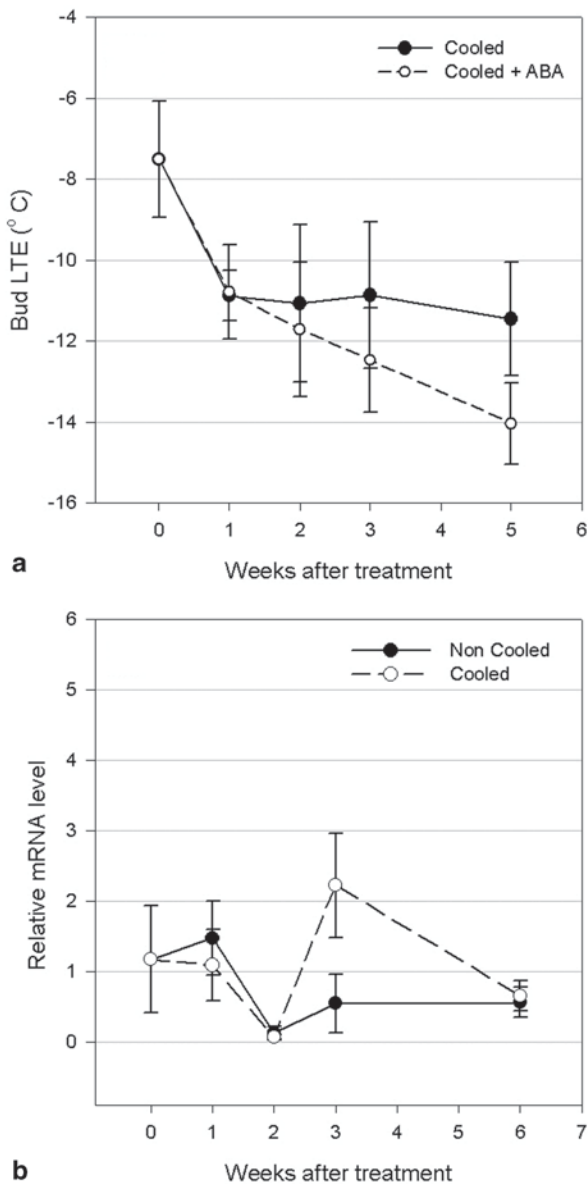 -4
-6
-8
-10
-12
-14
-16
Bud LTE (° C)
Cooled
Cooled + ABA
0 1 2 3 5 6
Weeks after treatment
a
6
5
4
3
2
1
0
Relative mRNA level
Non Cooled
Cooled
0 1 2 3 4 5 6 7
Weeks after treatment
b